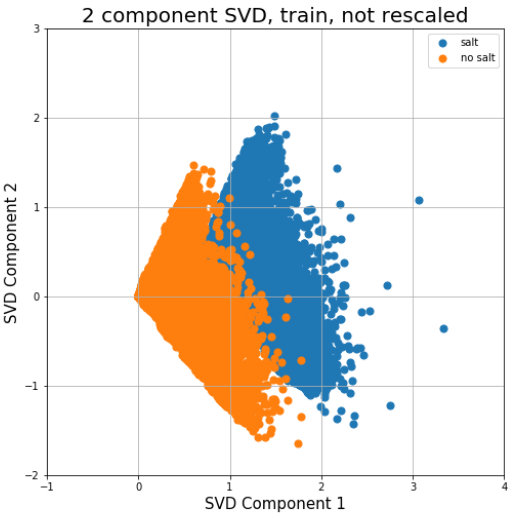 2 component SVD, train, not rescaled
salt
no salt
3
2
1
0
−1
−2
SVD Component 2
−1
0
1
2
3
4
SVD Component 1